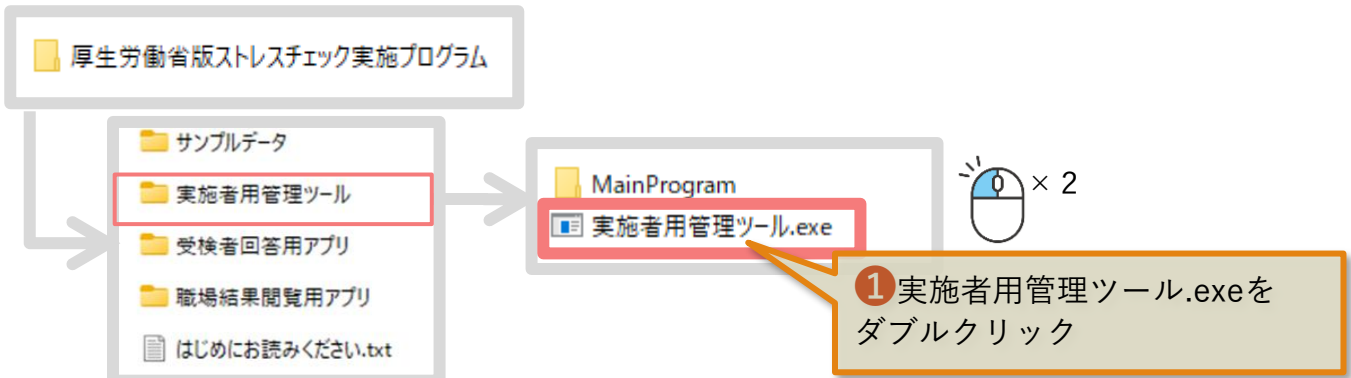 厚生労働省版ストレスチェック実施プログラム
サンプルデータ
実施者用管理ツール
受検者回答用アプリ
職場結果閲覧用アプリ
はじめにお読みください.txt
MainProgram
実施者用管理ツール.exe
× 2
❶実施者用管理ツール.exeを
ダブルクリック